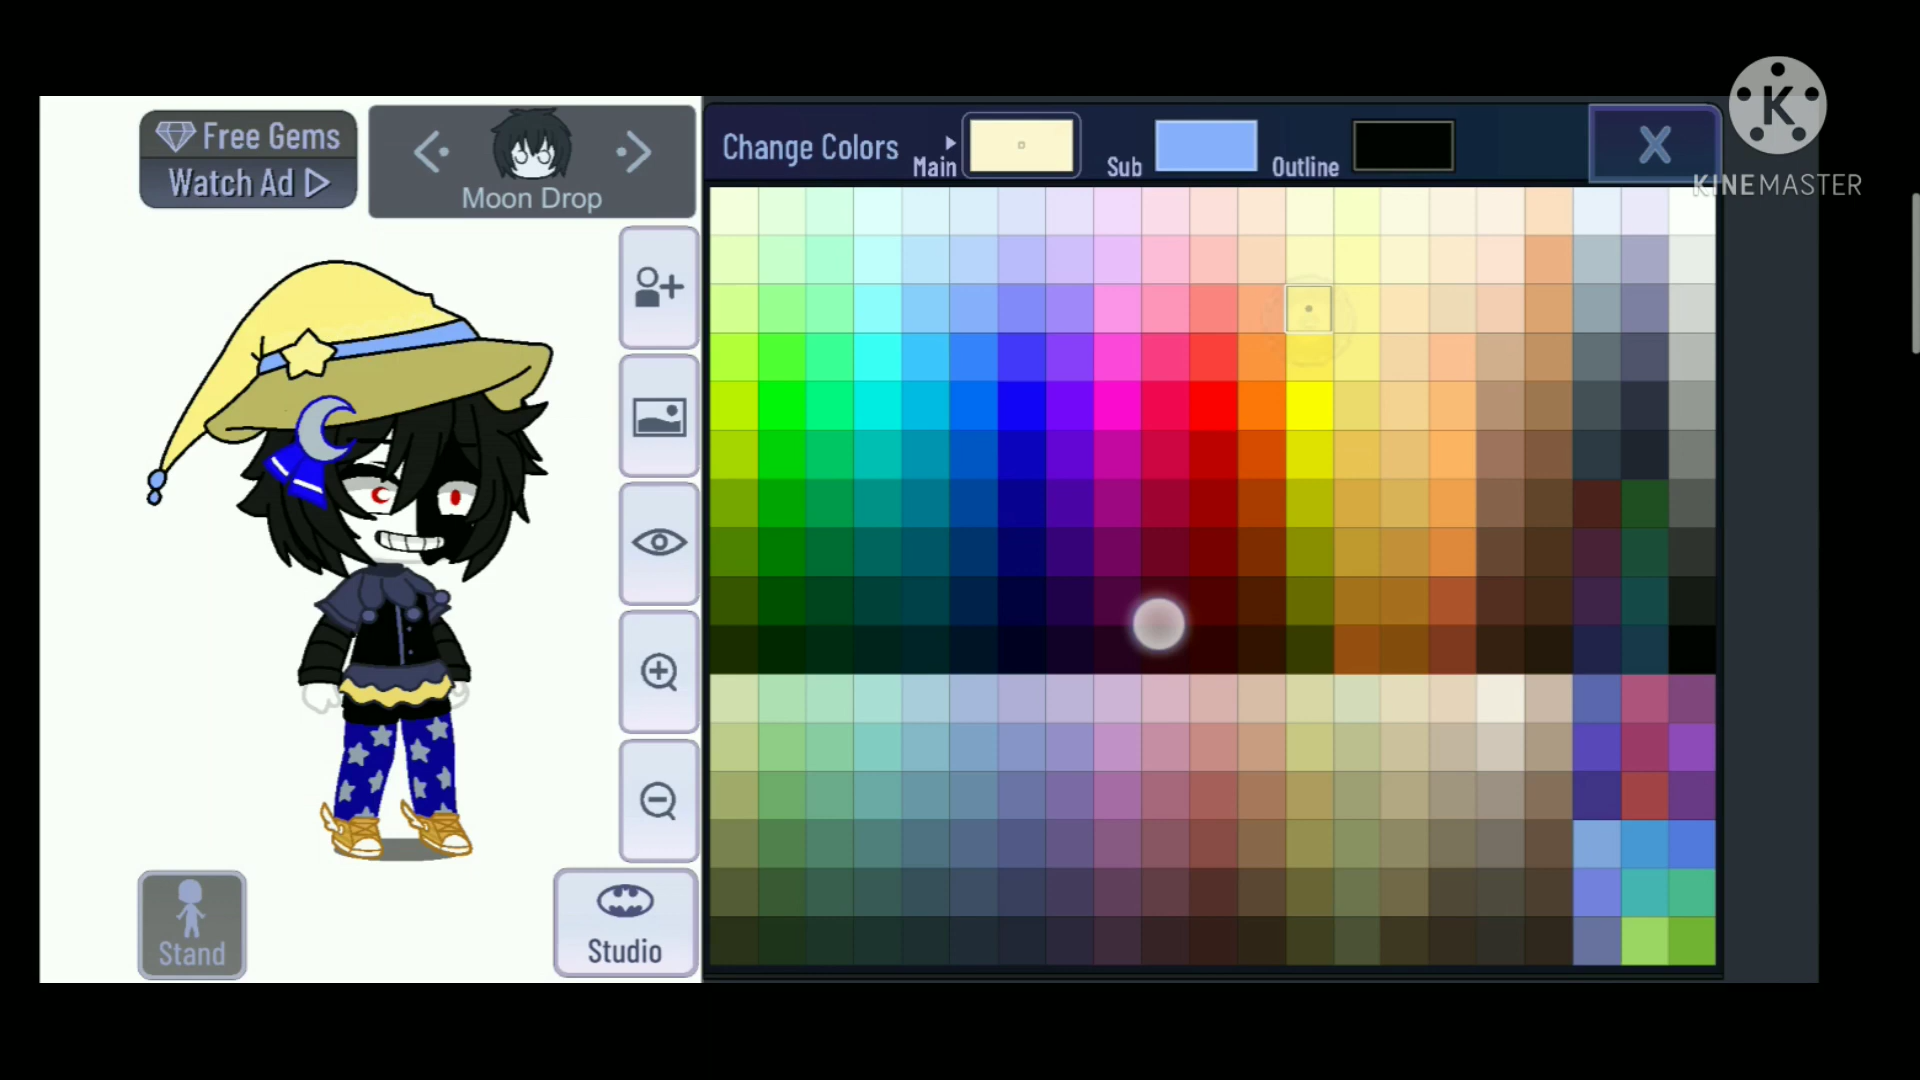 Free Gems
Watch Ad
Moon Drop
Change Colors
Main
Sub
Outline
X
K
KINEMASTER
Stand
Studio